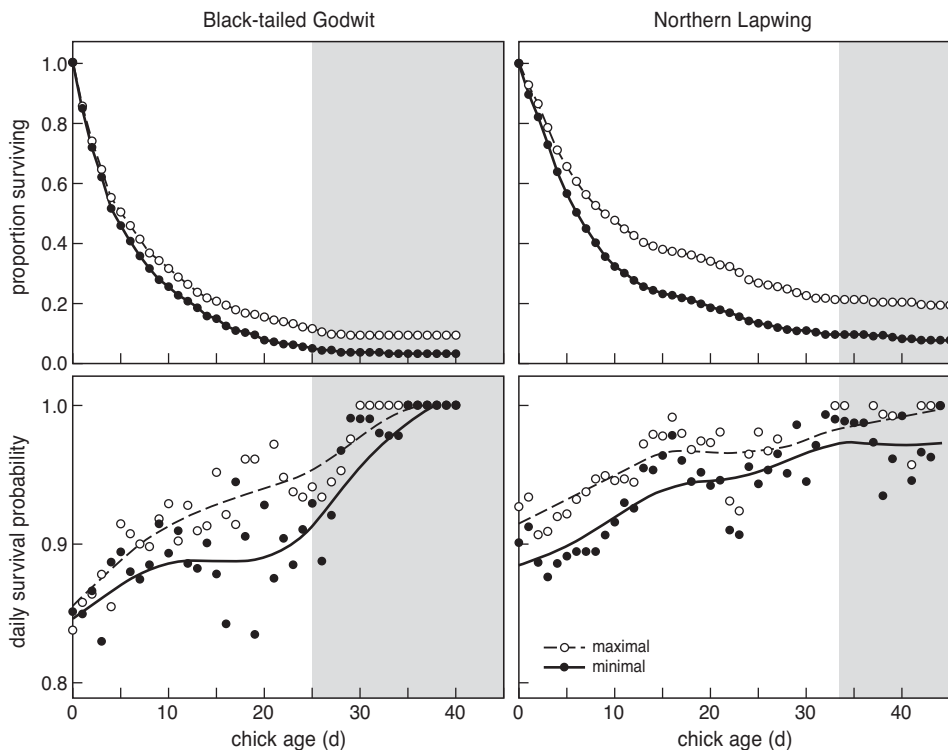 Black-tailed Godwit
Northern Lapwing
proportion surviving
1.0
0.8
0.6
0.4
0.2
0.0
daily survival probability
1.0
0.9
0.8
0 10 20 30 40
chick age (d)
maximal
minimal
0 10 20 30 40
chick age (d)